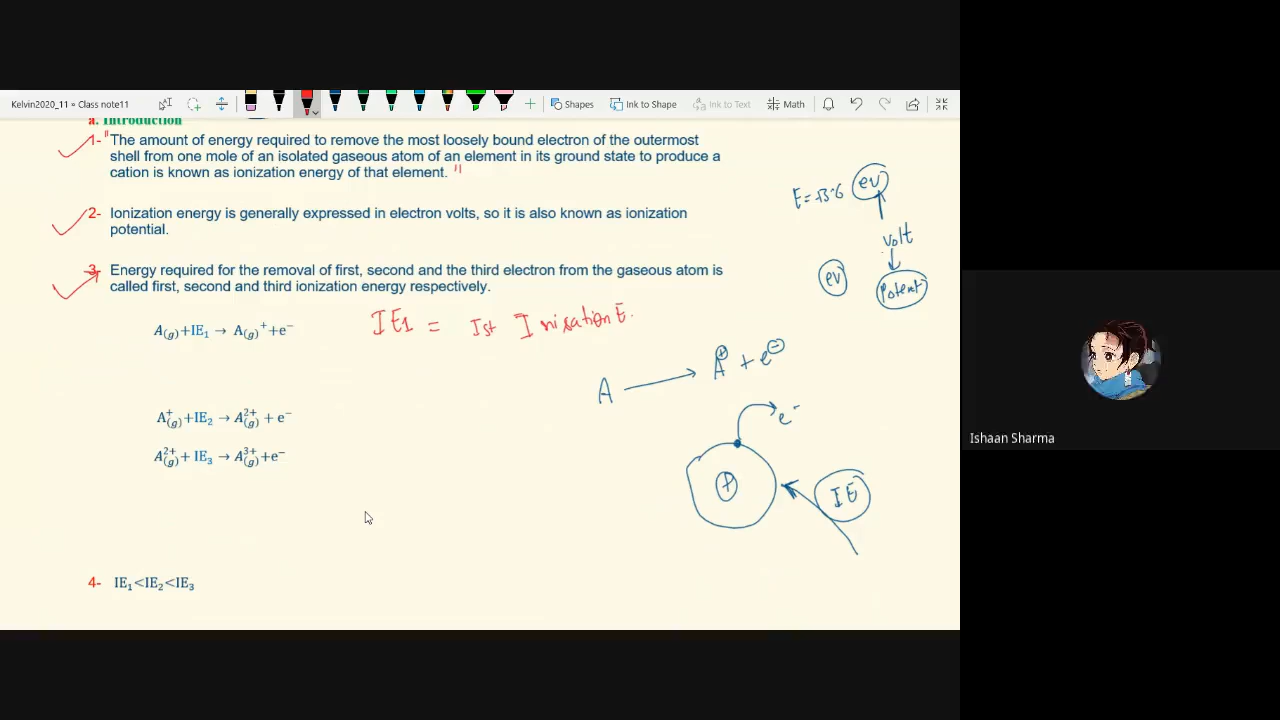 Kelvin2020_11 » Class note11
Shapes
Ink to Shape
Ink to Text
Math
a. Introduction
1- "The amount of energy required to remove the most loosely bound electron of the outermost
shell from one mole of an isolated gaseous atom of an element in its ground state to produce a
cation is known as ionization energy of that element. "
2- Ionization energy is generally expressed in electron volts, so it is also known as ionization
potential.
3- Energy required for the removal of first, second and the third electron from the gaseous atom is
called first, second and third ionization energy respectively.
A(g)+IE₁ → A(g)⁺+e⁻
IE1 = Ist Inisation E.
A⁺(g)+IE₂ → A²⁺(g) + e⁻
A²⁺(g)+ IE₃ → A³⁺(g)+e⁻
4- IE₁<IE₂<IE₃
ev
volt
ev
Potent
A → A⊕ + e⊖
e⁻
IE
Ishaan Sharma